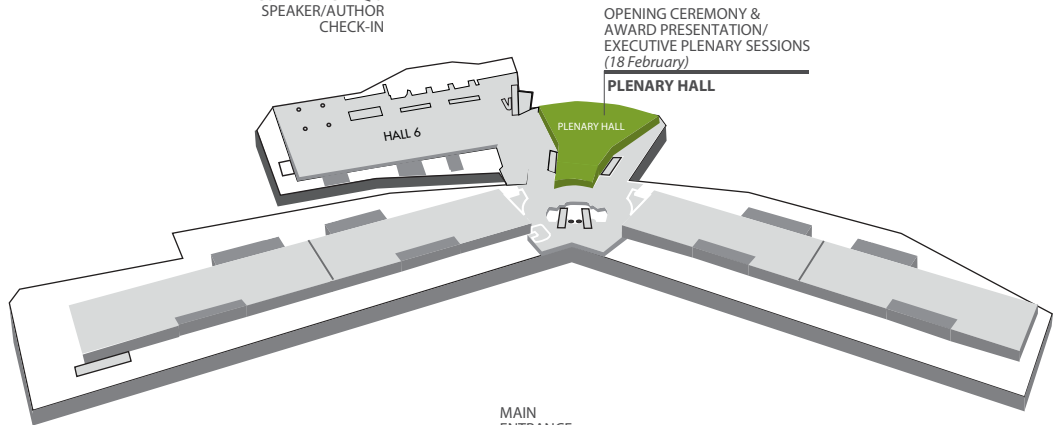 SPEAKER/AUTHOR
CHECK-IN
OPENING CEREMONY &
AWARD PRESENTATION/
EXECUTIVE PLENARY SESSIONS
(18 February)
PLENARY HALL
PLENARY HALL
HALL 6
MAIN
ENTRANCE